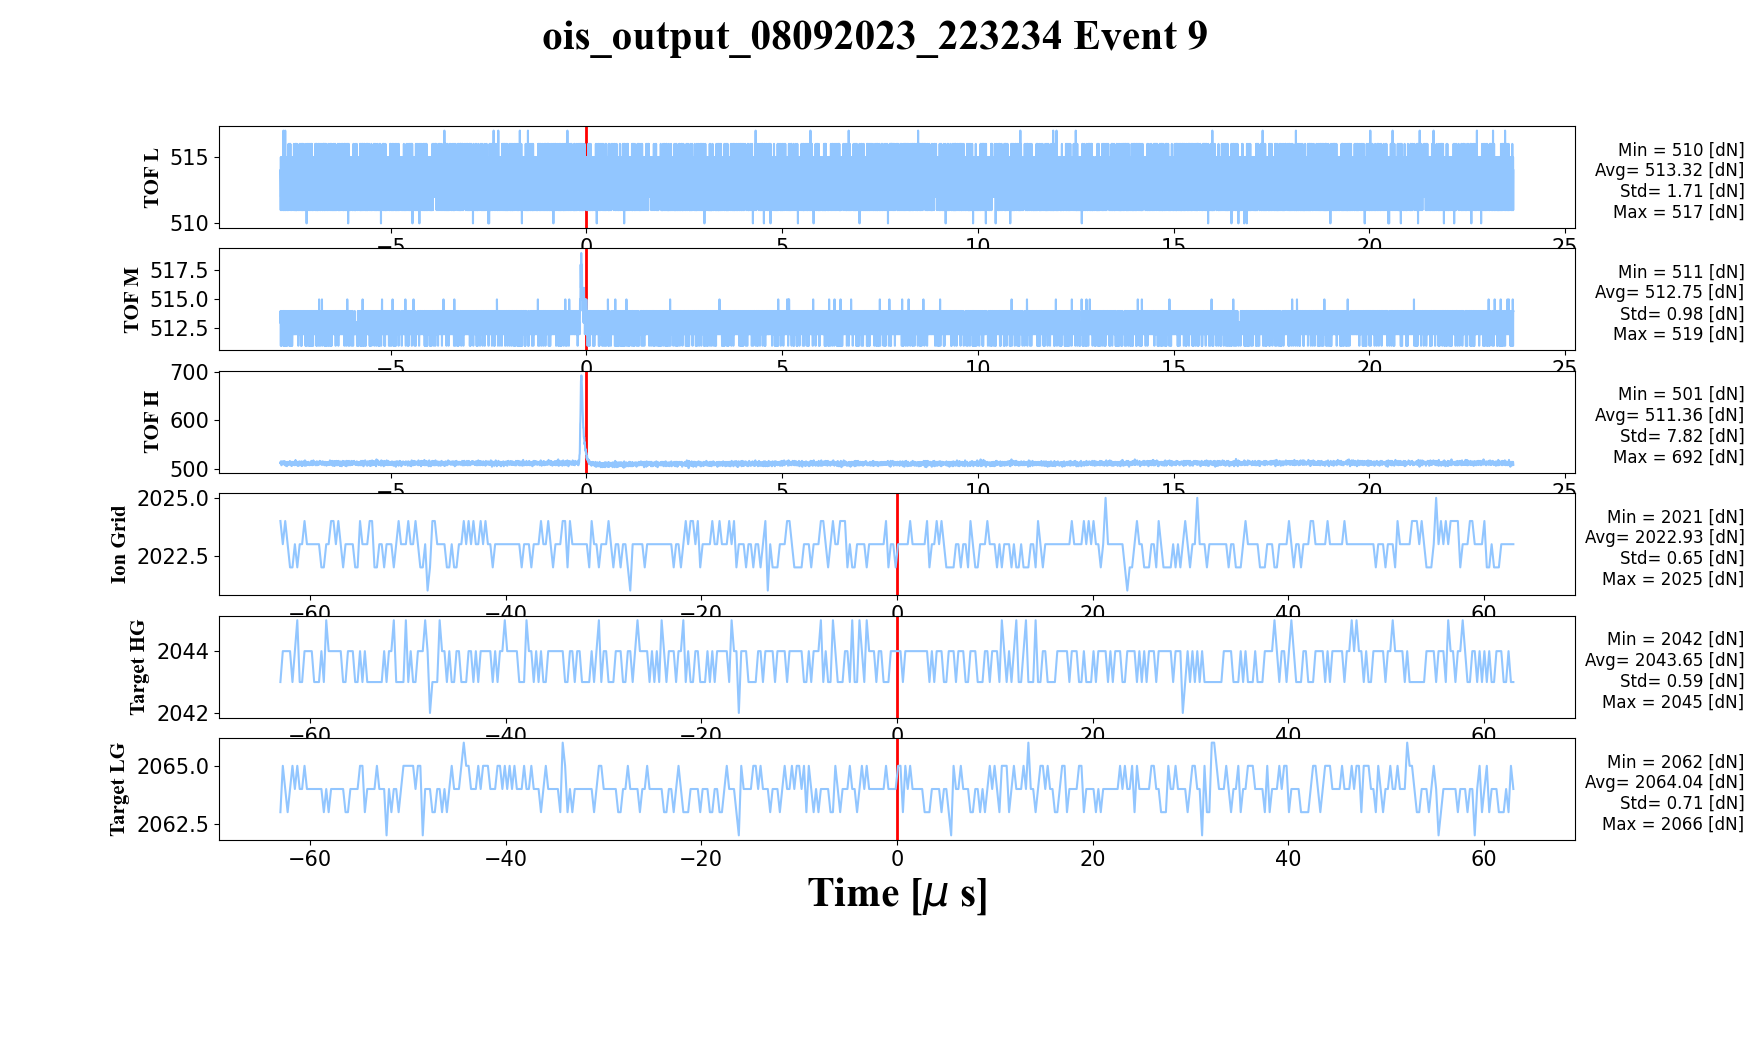 ois_output_08092023_223234 Event 9
TOF L
515
510
−5
0
5
10
15
20
25
Min = 510 [dN]
Avg= 513.32 [dN]
Std= 1.71 [dN]
Max = 517 [dN]
TOF M
517.5
515.0
512.5
−5
0
5
10
15
20
25
Min = 511 [dN]
Avg= 512.75 [dN]
Std= 0.98 [dN]
Max = 519 [dN]
TOF H
700
600
500
−5
0
5
10
15
20
25
Min = 501 [dN]
Avg= 511.36 [dN]
Std= 7.82 [dN]
Max = 692 [dN]
Ion Grid
2025.0
2022.5
−60
−40
−20
0
20
40
60
Min = 2021 [dN]
Avg= 2022.93 [dN]
Std= 0.65 [dN]
Max = 2025 [dN]
Target HG
2044
2042
−60
−40
−20
0
20
40
60
Min = 2042 [dN]
Avg= 2043.65 [dN]
Std= 0.59 [dN]
Max = 2045 [dN]
Target LG
2065.0
2062.5
−60
−40
−20
0
20
40
60
Min = 2062 [dN]
Avg= 2064.04 [dN]
Std= 0.71 [dN]
Max = 2066 [dN]
Time [μ s]